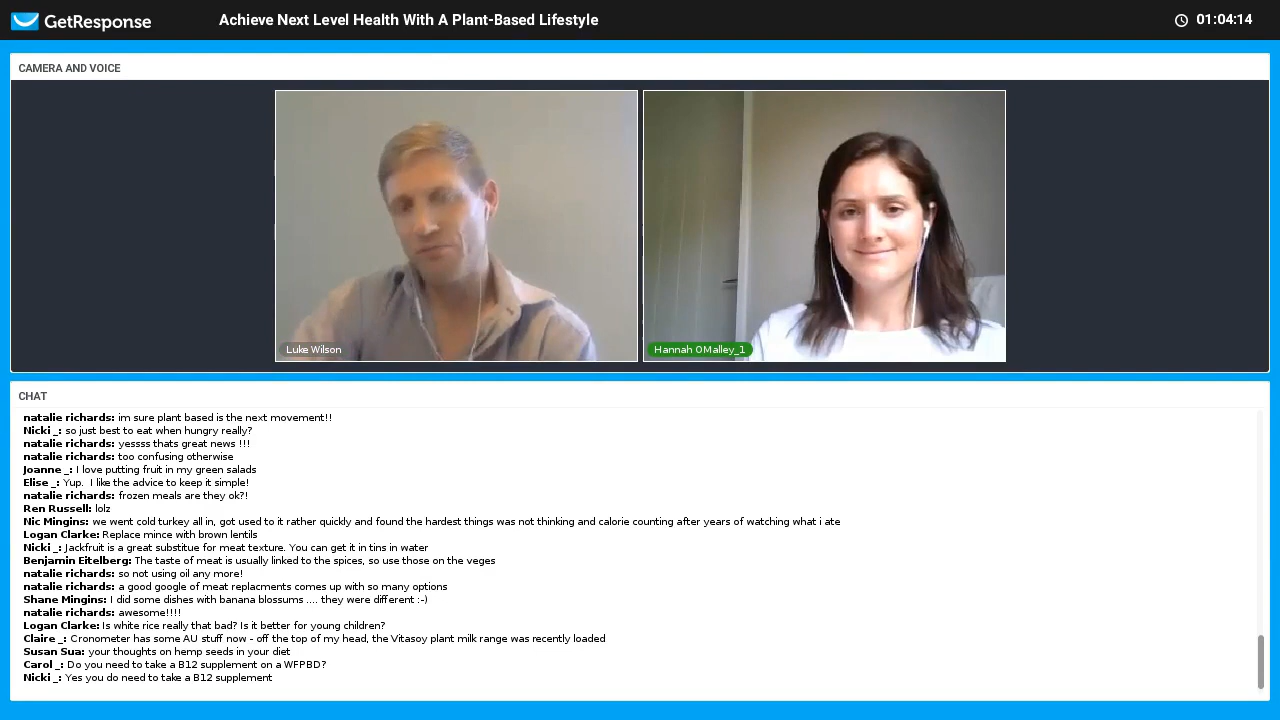 GetResponse
Achieve Next Level Health With A Plant-Based Lifestyle
01:04:14
CAMERA AND VOICE
Luke Wilson
Hannah OMalley_1
CHAT
natalie richards: im sure plant based is the next movement!!
Nicki _: so just best to eat when hungry really?
natalie richards: yessss thats great news !!!
natalie richards: too confusing otherwise
Joanne _: I love putting fruit in my green salads
Elise _: Yup.  I like the advice to keep it simple!
natalie richards: frozen meals are they ok?!
Ren Russell: lolz
Nic Mingins: we went cold turkey all in, got used to it rather quickly and found the hardest things was not thinking and calorie counting after years of watching what i ate
Logan Clarke: Replace mince with brown lentils
Nicki _: Jackfruit is a great substitue for meat texture. You can get it in tins in water
Benjamin Eitelberg: The taste of meat is usually linked to the spices, so use those on the veges
natalie richards: so not using oil any more!
natalie richards: a good google of meat replacments comes up with so many options
Shane Mingins: I did some dishes with banana blossums .... they were different :-)
natalie richards: awesome!!!!
Logan Clarke: Is white rice really that bad? Is it better for young children?
Claire _: Cronometer has some AU stuff now - off the top of my head, the Vitasoy plant milk range was recently loaded
Susan Sua: your thoughts on hemp seeds in your diet
Carol _: Do you need to take a B12 supplement on a WFPBD?
Nicki _: Yes you do need to take a B12 supplement